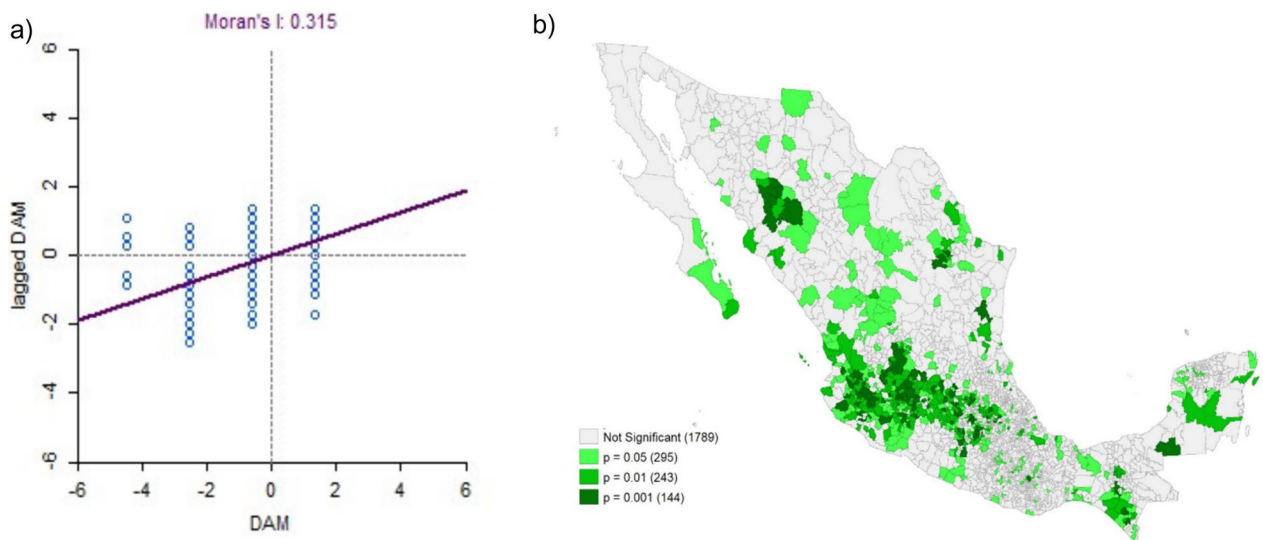 a)
Moran's I: 0.315
6
4
2
0
-2
-4
-6
lagged DAM
-6 -4 -2 0 2 4 6
DAM
b)
Not Significant (1789)
p = 0.05 (295)
p = 0.01 (243)
p = 0.001 (144)